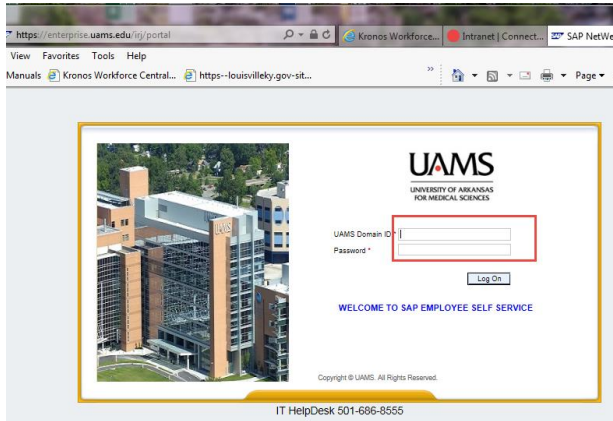 https://enterprise.uams.edu/irj/portal
Kronos Workforce...
Intranet | Connect...
SAP NetWe
View Favorites Tools Help
Manuals Kronos Workforce Central... https--louisvilleky.gov-sit... » Page
UAMS
UAMS
UNIVERSITY OF ARKANSAS
FOR MEDICAL SCIENCES
UAMS Domain ID *
Password *
Log On
WELCOME TO SAP EMPLOYEE SELF SERVICE
Copyright © UAMS. All Rights Reserved.
IT HelpDesk 501-686-8555